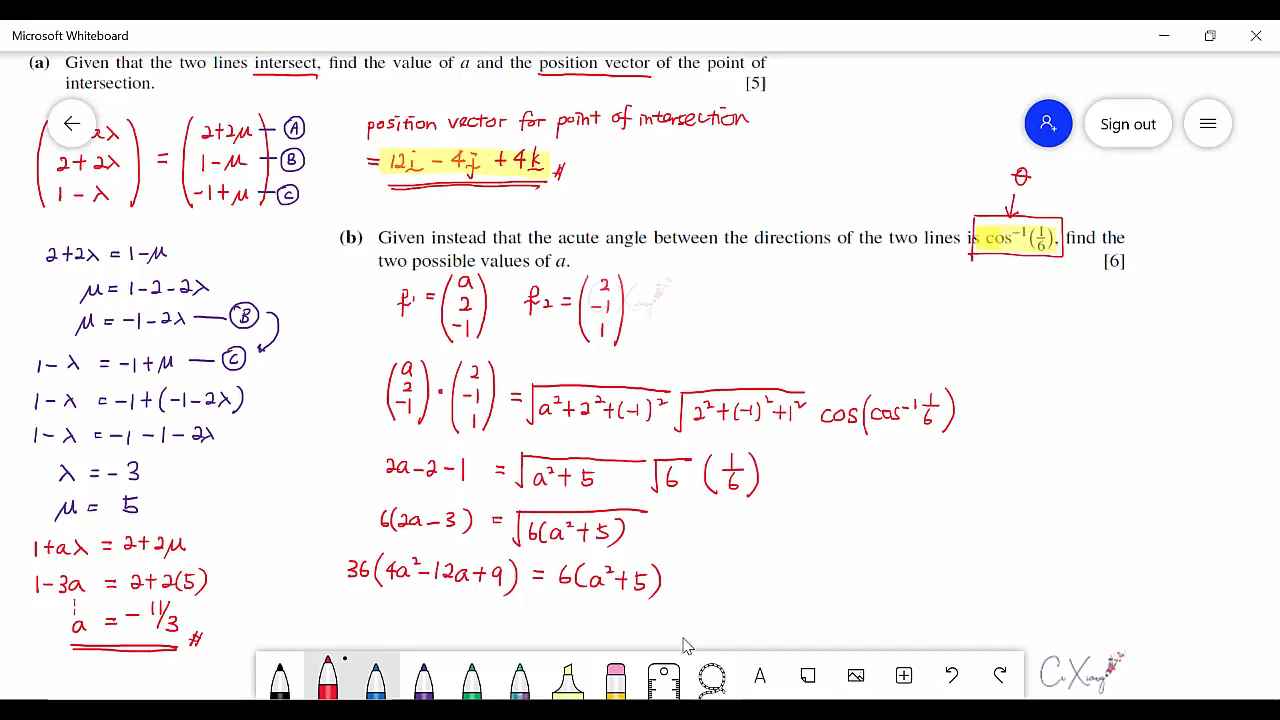 Microsoft Whiteboard
(a) Given that the two lines intersect, find the value of a and the position vector of the point of
intersection. [5]
aλ
2 + 2λ
1 - λ
=
2+2μ — Ⓐ
1-μ — Ⓑ
-1+μ — Ⓒ
position vector for point of intersection
= 12i - 4j + 4k #
Sign out
θ
(b) Given instead that the acute angle between the directions of the two lines is cos⁻¹(1/6), find the
two possible values of a. [6]
2+2λ = 1-μ
μ = 1-2-2λ
μ = -1-2λ — Ⓑ
1-λ = -1+μ — Ⓒ
1-λ = -1+(-1-2λ)
1-λ = -1-1-2λ
λ = -3
μ = 5
1+aλ = 2+2μ
1-3a = 2+2(5)
a = -11/3 #
(a 2 -1) (2 -1 1)
(a 2 -1) · (2 -1 1) = √(a²+2²+(-1)²) √(2²+(-1)²+1²) cos(cos⁻¹ 1/6)
2a-2-1 = √(a²+5) √6 (1/6)
6(2a-3) = √(6(a²+5))
36(4a²-12a+9) = 6(a²+5)
A
Cu Xiang